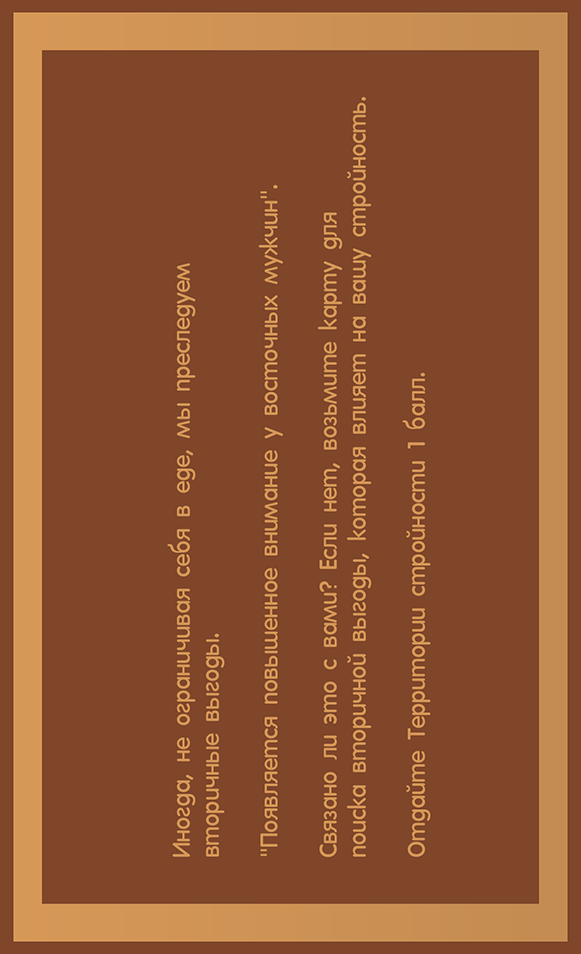 Иногда, не ограничивая себя в еде, мы преследуем
вторичные выгоды.
"Появляется повышенное внимание у восточных мужчин".
Связано ли это с вами? Если нет, возьмите карту для
поиска вторичной выгоды, которая влияет на вашу стройность.
Отдайте Территории стройности 1 балл.